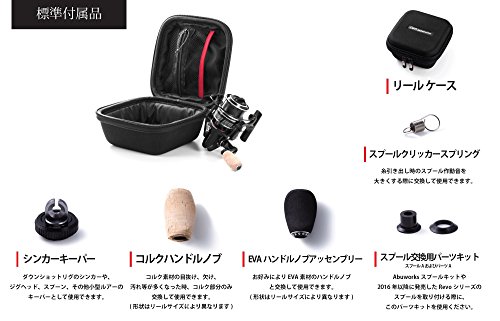 標準付属品
リール ケース
スプールクリッカースプリング
糸引き出し時のスプール作動音を
大きくする際に交換して使用できます。
シンカーキーパー
ダウンショットリグのシンカーや、
ジグヘッド、スプーン、その他小型ルアーの
キーパーとして使用できます。
コルクハンドルノブ
コルク素材の目抜け、欠け、
汚れ等が多くなった時、コルク部分のみ
交換して使用できます。
(形状はリールサイズにより異なります)
EVA ハンドルノブアッセンブリー
お好みにより EVA 素材のハンドルノブ
と交換して使用できます。
(形状はリールサイズにより異なります)
スプール交換用パーツキット
スプール A およびパーツ A
Abuworks スプールキットや
2016 年以降に発売した Revo シリーズの
スプールを取り付ける際に、
このパーツキットを使用ください。